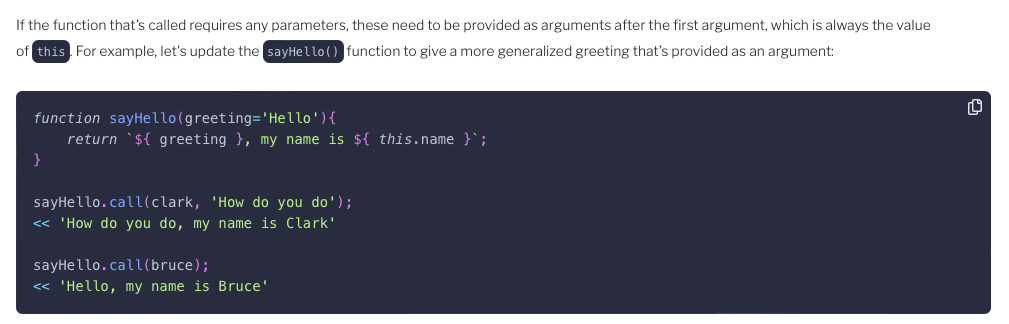 If the function that's called requires any parameters, these need to be provided as arguments after the first argument, which is always the value
of this. For example, let's update the sayHello() function to give a more generalized greeting that's provided as an argument:
function sayHello(greeting='Hello'){
    return `${ greeting }, my name is ${ this.name }`;
}
sayHello.call(clark, 'How do you do');
<< 'How do you do, my name is Clark'
sayHello.call(bruce);
<< 'Hello, my name is Bruce'